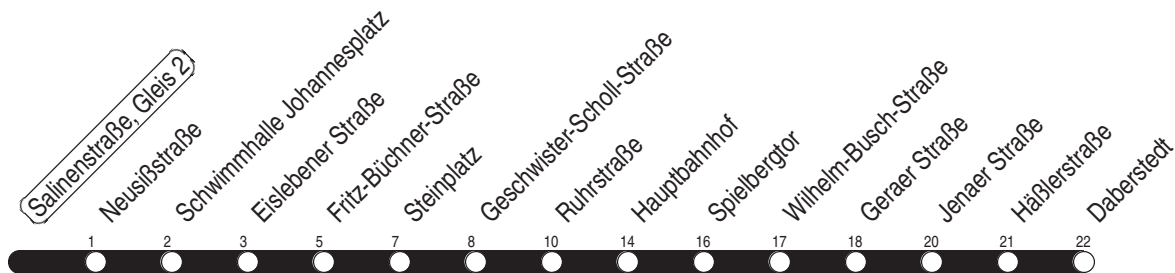 Salinenstraße, Gleis 2
Neusißstraße
Schwimmhalle Johannesplatz
Eislebener Straße
Fritz-Büchner-Straße
Steinplatz
Geschwister-Scholl-Straße
Ruhrstraße
Hauptbahnhof
Spielbergtor
Wilhelm-Busch-Straße
Geraer Straße
Jenaer Straße
Häßlerstraße
Daberstedt
1 2 3 5 7 8 10 14 16 17 18 20 21 22